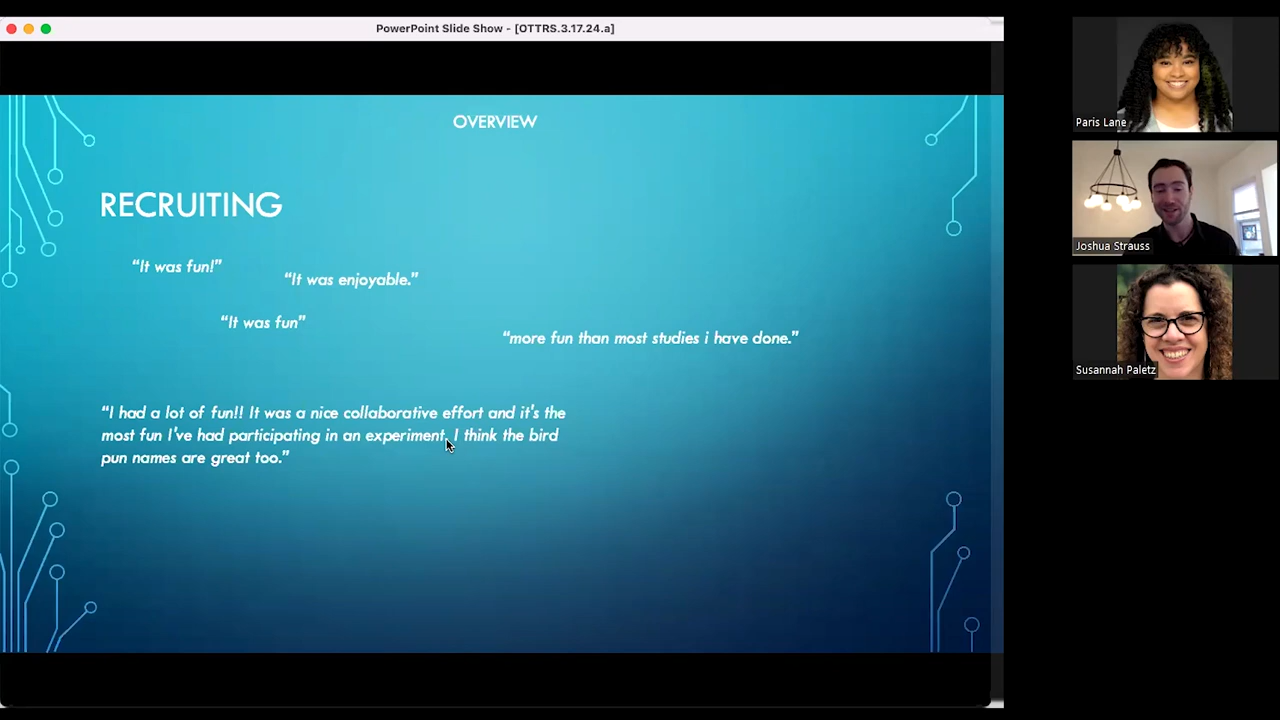 PowerPoint Slide Show - [OTTRS.3.17.24.a]
OVERVIEW
RECRUITING
“It was fun!”
“It was enjoyable.”
“It was fun”
“more fun than most studies i have done.”
“I had a lot of fun!! It was a nice collaborative effort and it's the
most fun I've had participating in an experiment. I think the bird
pun names are great too.”
Paris Lane
Joshua Strauss
Susannah Paletz